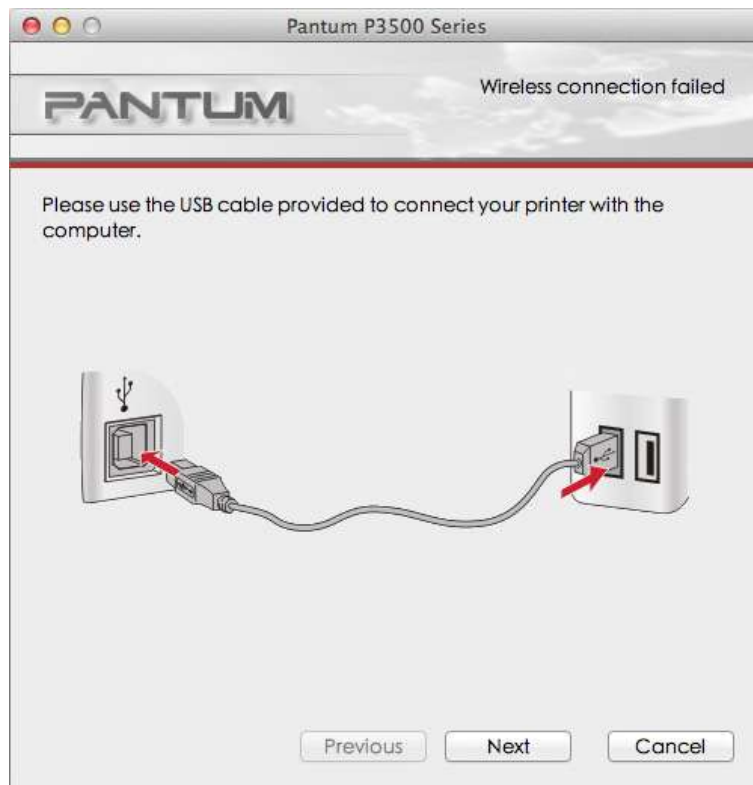 Pantum P3500 Series
PANTUM
Wireless connection failed
Please use the USB cable provided to connect your printer with the
computer.
Previous
Next
Cancel